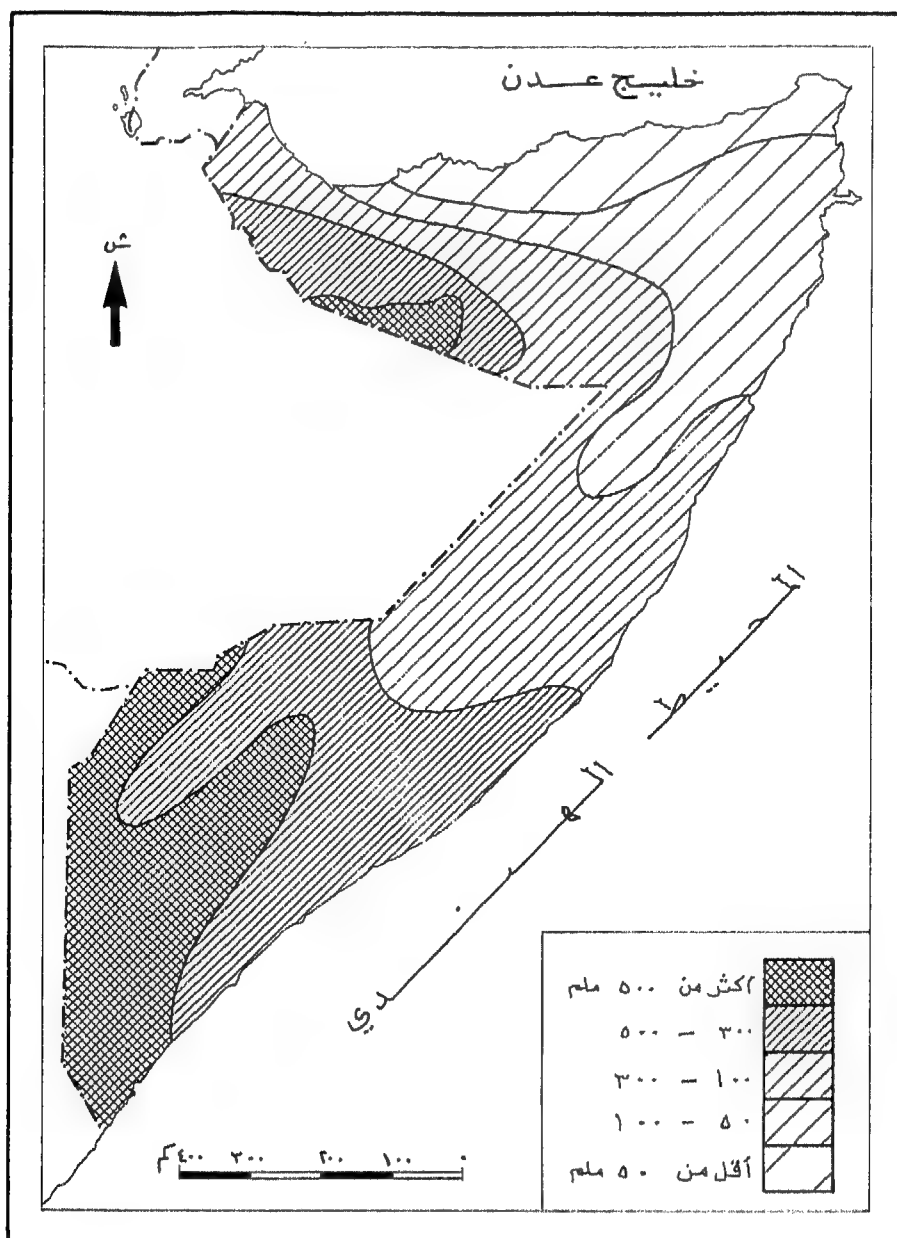 خليج عدن
ش
المحيط
الهندي
أكثر من ٥٠٠ ملم
٣٠٠ – ٥٠٠
١٠٠ – ٣٠٠
٥٠ – ١٠٠
أقل من ٥٠ ملم
٠ ١٠٠ ٢٠٠ ٣٠٠ ٤٠٠ كم